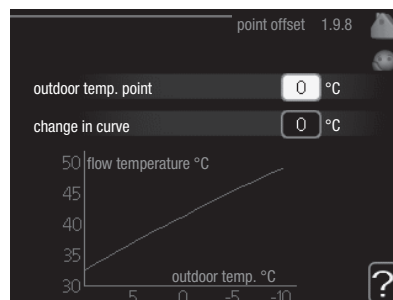 point offset 1.9.8
outdoor temp. point 0 °C
change in curve 0 °C
50 flow temperature °C
45
40
35
30
outdoor temp. °C
5 0 -5 -10
?